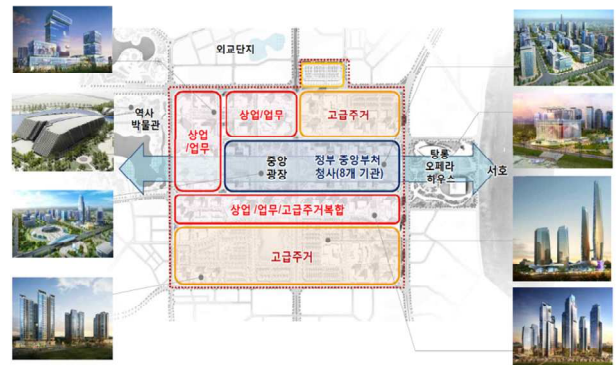 외교단지
역사
박물관
상업
/업무
상업/업무
고급주거
중앙
광장
정부 중앙부처
청사(8개 기관)
탕롱
오페라
하우스
서호
상업 /업무/고급주거복합
고급주거